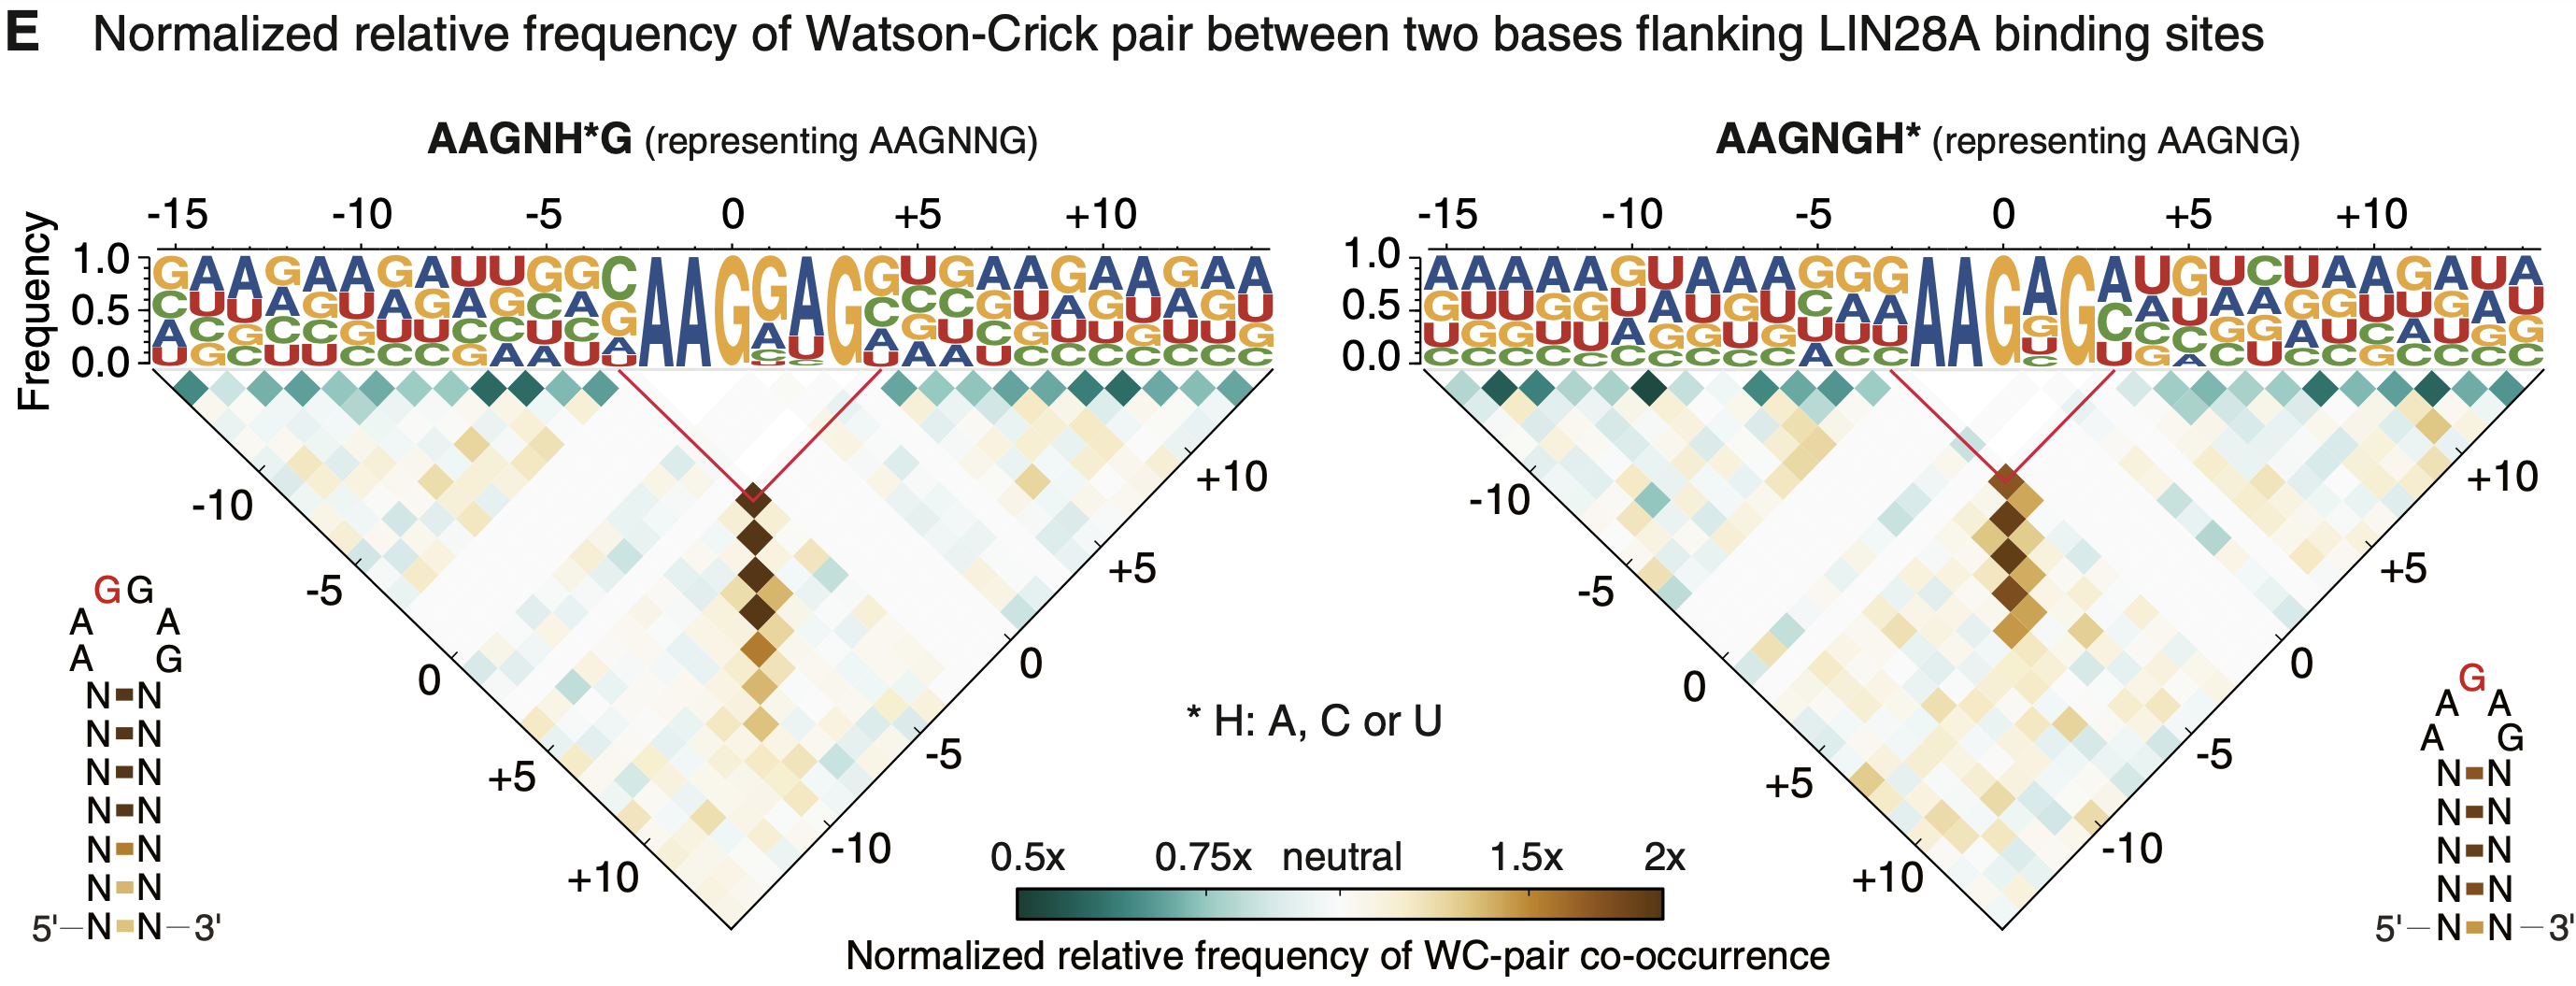 E Normalized relative frequency of Watson-Crick pair between two bases flanking LIN28A binding sites
AAGNH*G (representing AAGNNG)
-15 -10 -5 0 +5 +10
Frequency
1.0
0.5
0.0
GAAGAAGAUUGGCAAGGAGGUGAAGAAGAA
-10
-5
0
+5
+10
+10
+5
0
-5
-10
G G
A A
A G
N N
N N
N N
N N
N N
N N
5' N N 3'
AAGNGH* (representing AAGNG)
-15 -10 -5 0 +5 +10
1.0
0.5
0.0
AAAAAGUAAAGGGAAGAGAUGUCUAAGAUA
-10
-5
0
+5
+10
+10
+5
0
-5
-10
G
A A
A G
N N
N N
N N
N N
5' N N 3'
* H: A, C or U
0.5x 0.75x neutral 1.5x 2x
Normalized relative frequency of WC-pair co-occurrence